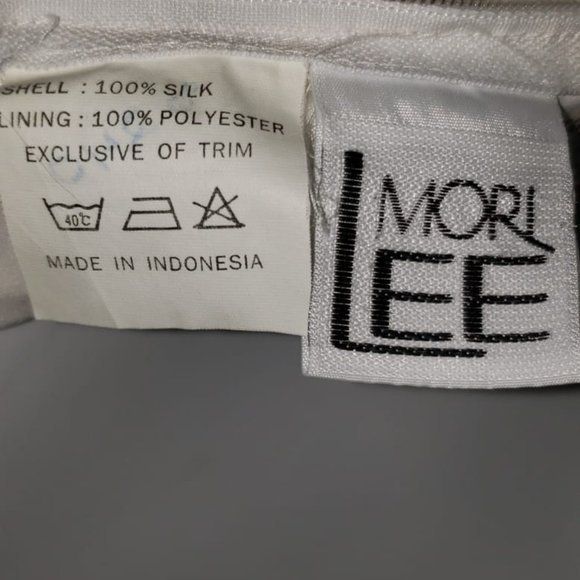 SHELL : 100% SILK
LINING : 100% POLYESTER
EXCLUSIVE OF TRIM
40°C
MADE IN INDONESIA
MORI
LEE